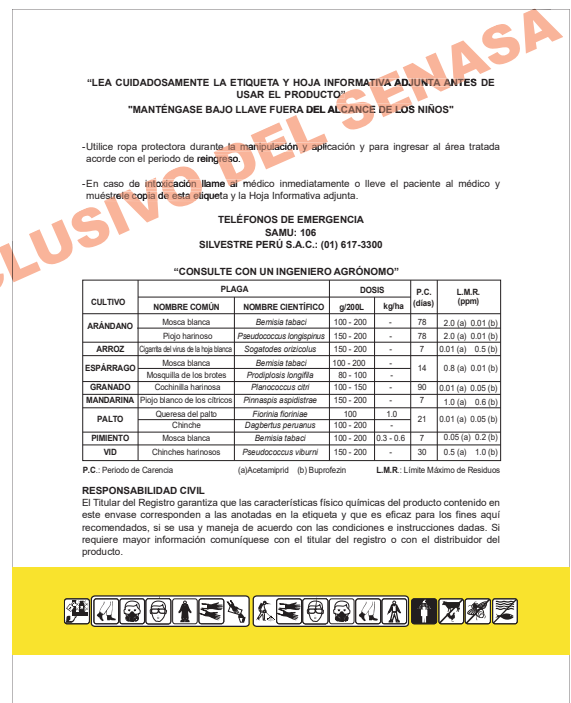 “LEA CUIDADOSAMENTE LA ETIQUETA Y HOJA INFORMATIVA ADJUNTA ANTES DE
USAR EL PRODUCTO”
"MANTÉNGASE BAJO LLAVE FUERA DEL ALCANCE DE LOS NIÑOS"
-Utilice ropa protectora durante la manipulación y aplicación y para ingresar al área tratada
acorde con el periodo de reingreso.
-En caso de intoxicación llame al médico inmediatamente o lleve el paciente al médico y
muéstrele copia de esta etiqueta y la Hoja Informativa adjunta.
TELÉFONOS DE EMERGENCIA
SAMU: 106
SILVESTRE PERÚ S.A.C.: (01) 617-3300
CLUSIVO DEL SENASA
“CONSULTE CON UN INGENIERO AGRÓNOMO”
CULTIVO PLAGA DOSIS P.C. (días) L.M.R. (ppm)
NOMBRE COMÚN NOMBRE CIENTÍFICO g/200L kg/ha
ARÁNDANO Mosca blanca Bemisia tabaci 100 - 200 - 78 2.0 (a) 0.01 (b)
Piojo harinoso Pseudococcus longispinus 150 - 200 - 78 2.0 (a) 0.01 (b)
ARROZ Cigarrita del virus de la hoja blanca Sogatodes orizicolus 150 - 200 - 7 0.01 (a) 0.5 (b)
ESPÁRRAGO Mosca blanca Bemisia tabaci 100 - 200 - 14 0.8 (a) 0.01 (b)
Mosquilla de los brotes Prodiplosis longifila 80 - 100 -
GRANADO Cochinilla harinosa Planococcus citri 100 - 150 - 90 0.01 (a) 0.05 (b)
MANDARINA Piojo blanco de los cítricos Pinnaspis aspidistrae 150 - 200 - 7 1.0 (a) 0.6 (b)
PALTO Queresa del palto Fiorinia fioriniae 100 1.0 21 0.01 (a) 0.05 (b)
Chinche Dagbertus peruanus 100 - 200 -
PIMIENTO Mosca blanca Bemisia tabaci 100 - 200 0.3 - 0.6 7 0.05 (a) 0.2 (b)
VID Chinches harinosos Pseudococcus viburni 150 - 200 - 30 0.5 (a) 1.0 (b)
P.C.: Periodo de Carencia (a)Acetamiprid (b) Buprofezin L.M.R.: Límite Máximo de Residuos
RESPONSABILIDAD CIVIL
El Titular del Registro garantiza que las características físico químicas del producto contenido en
este envase corresponden a las anotadas en la etiqueta y que es eficaz para los fines aquí
recomendados, si se usa y maneja de acuerdo con las condiciones e instrucciones dadas. Si
requiere mayor información comuníquese con el titular del registro o con el distribuidor del
producto.